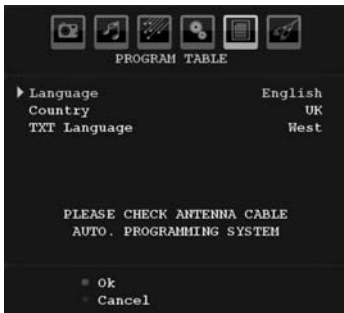 PROGRAM TABLE
Language English
Country UK
TXT Language West
PLEASE CHECK ANTENNA CABLE
AUTO. PROGRAMMING SYSTEM
Ok
Cancel